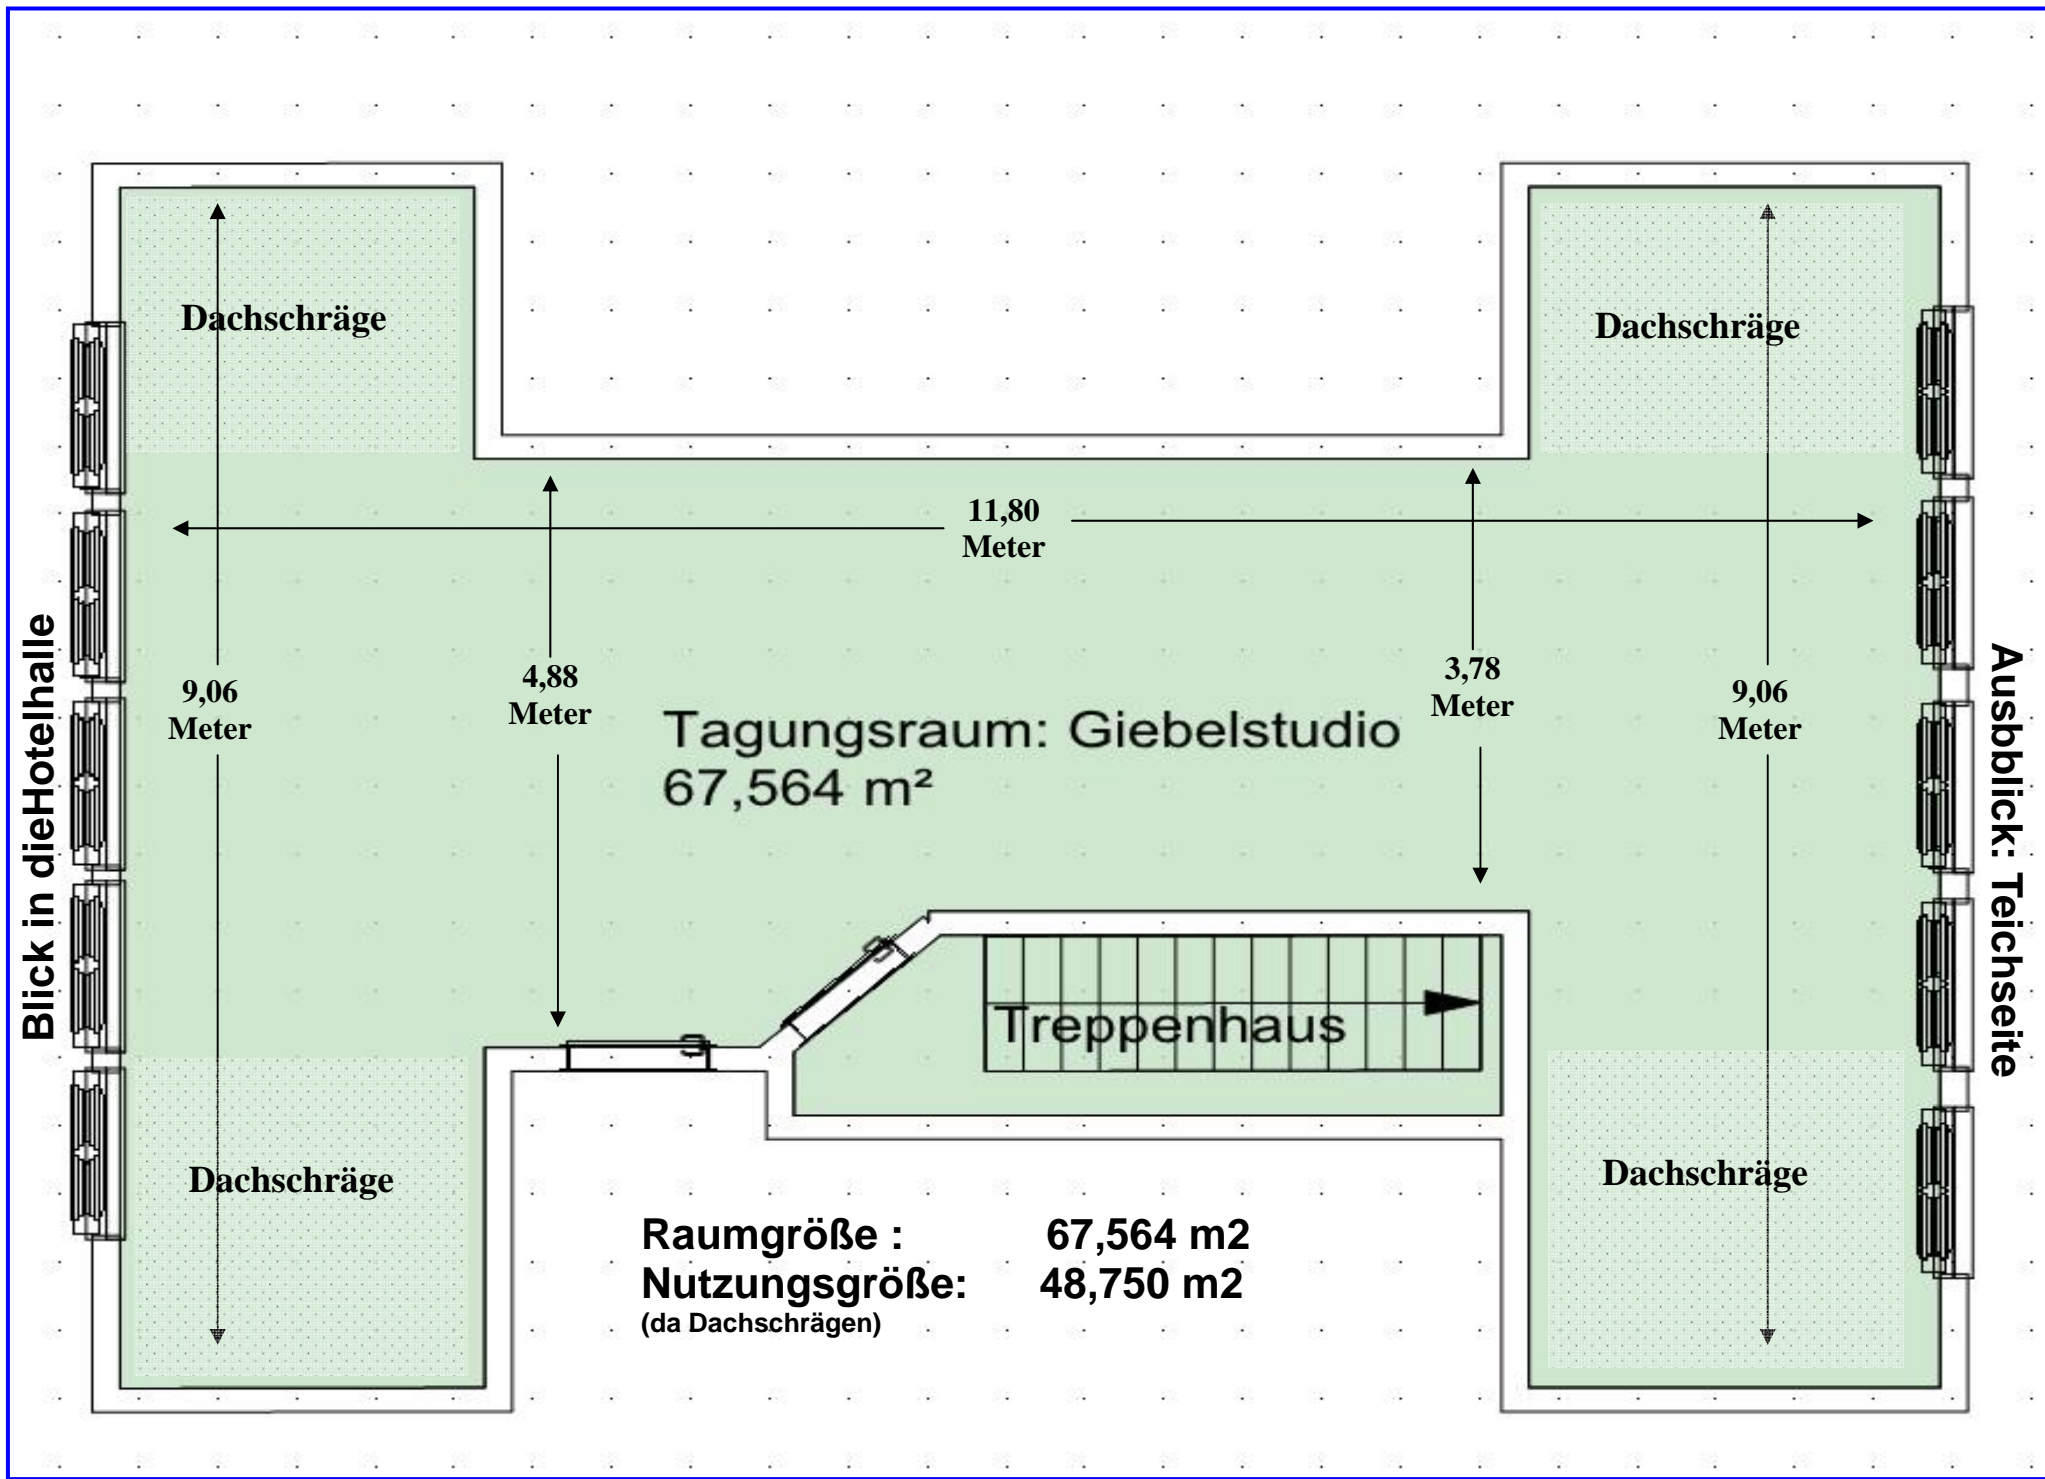 Dachschräge
Dachschräge
11,80
Meter
Blick in dieHotelhalle
9,06
Meter
4,88
Meter
3,78
Meter
9,06
Meter
Ausbblick: Teichseite
Tagungsraum: Giebelstudio
67,564 m²
Treppenhaus
Dachschräge
Dachschräge
Raumgröße : 67,564 m2
Nutzungsgröße: 48,750 m2
(da Dachschrägen)